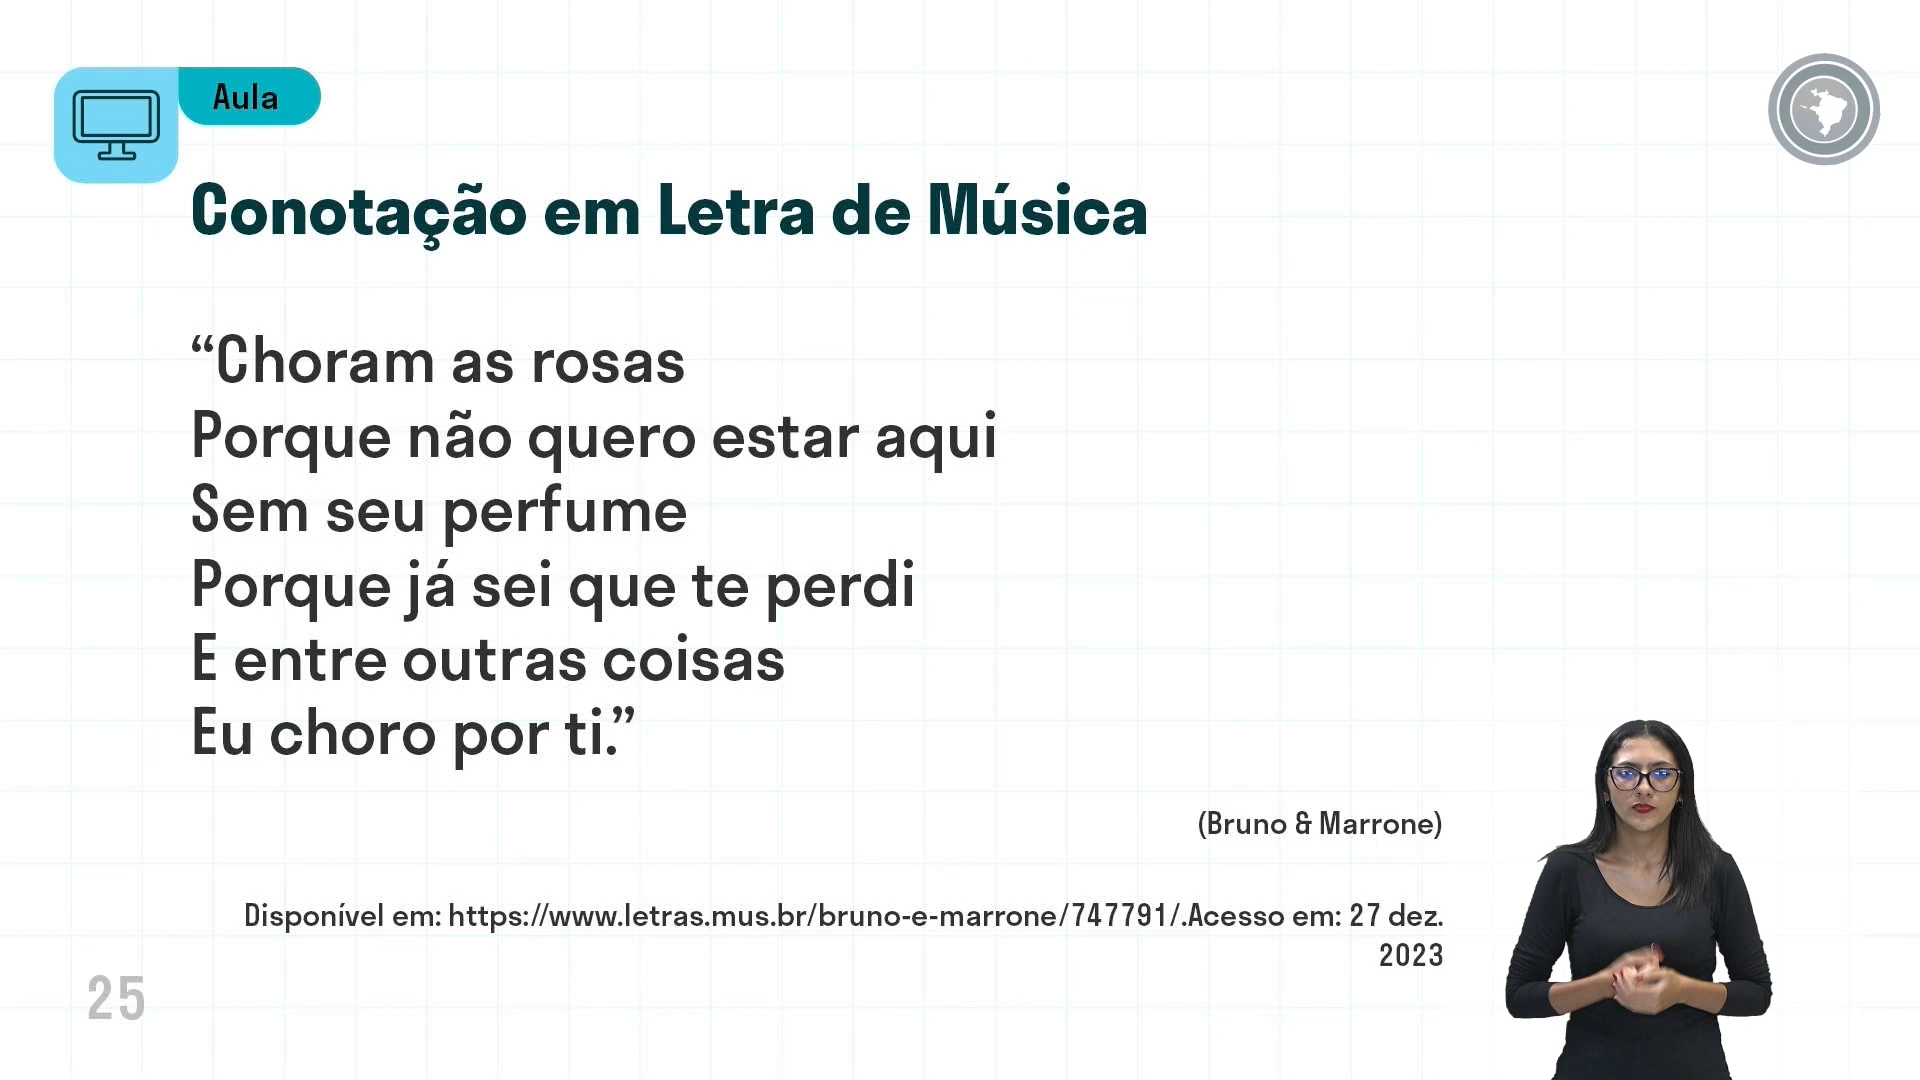 Aula
Conotação em Letra de Música
“Choram as rosas
Porque não quero estar aqui
Sem seu perfume
Porque já sei que te perdi
E entre outras coisas
Eu choro por ti.”
(Bruno & Marrone)
Disponível em: https://www.letras.mus.br/bruno-e-marrone/747791/.Acesso em: 27 dez.
2023
25